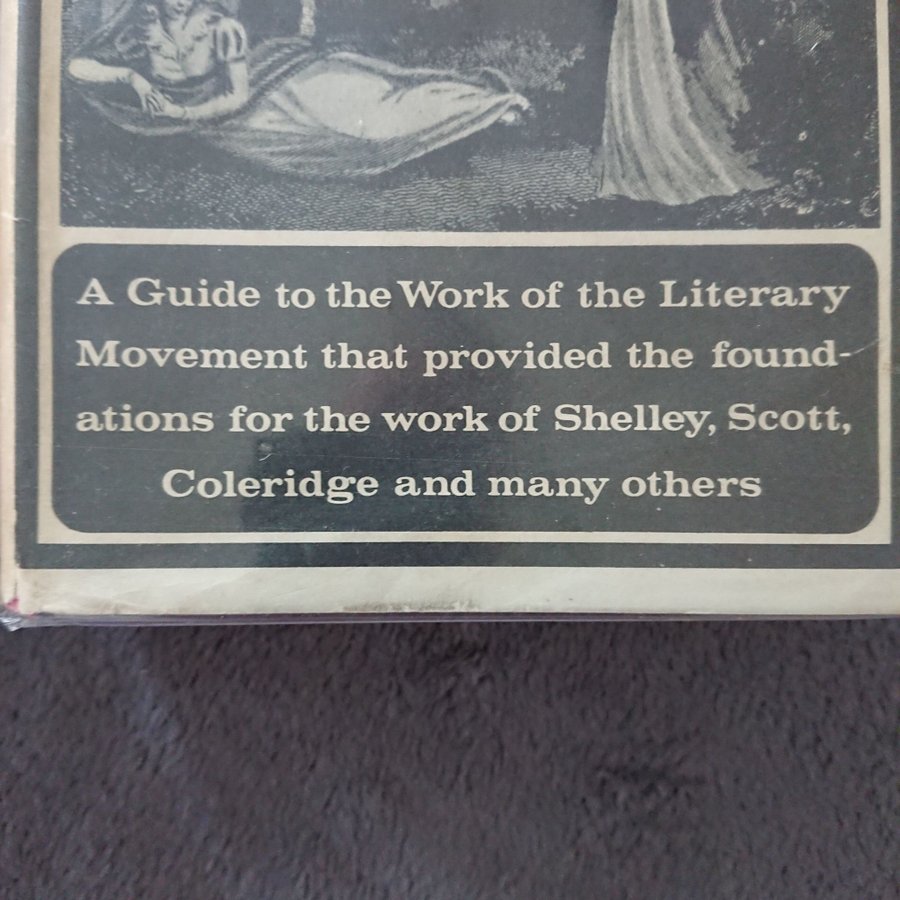 A Guide to the Work of the Literary
Movement that provided the found-
ations for the work of Shelley, Scott,
Coleridge and many others